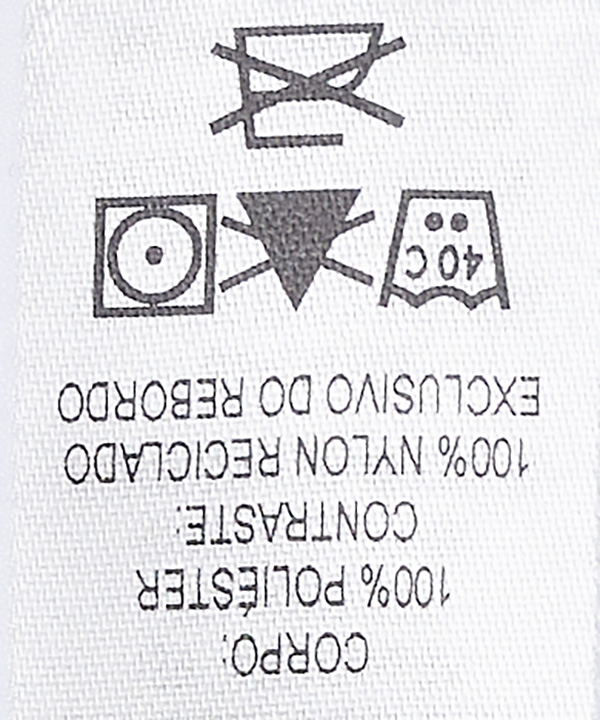 CORPO:
100% POLIÉSTER
CONTRASTE:
100% NYLON RECICLADO
EXCLUSIVO DO REBORDO
40 C